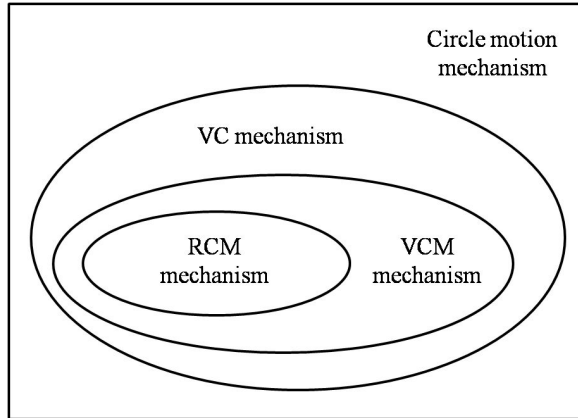 Circle motion
mechanism
VC mechanism
RCM
mechanism
VCM
mechanism